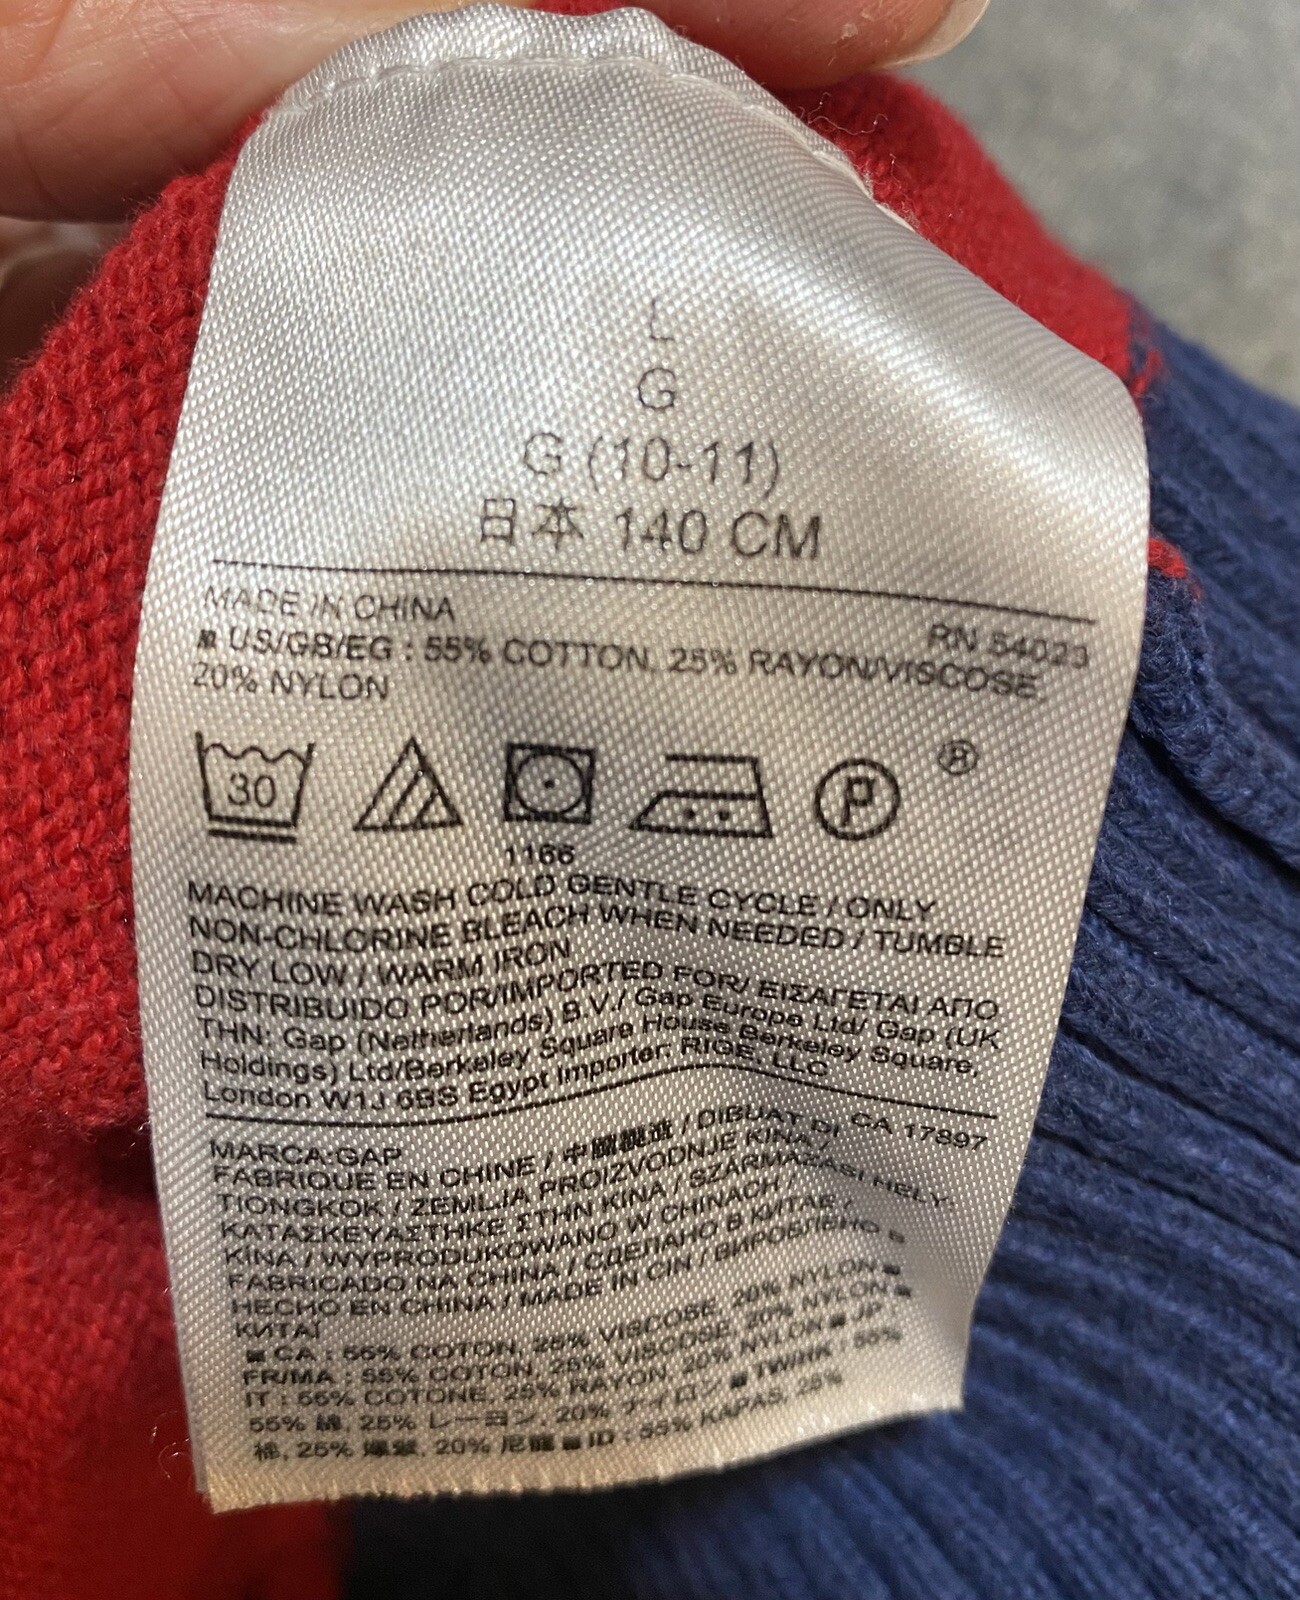 L
G
G (10-11)
日本 140 CM
MADE IN CHINA
RN 54023
US/GB/EG : 55% COTTON, 25% RAYON/VISCOSE,
20% NYLON
30
P
®
1166
MACHINE WASH COLD GENTLE CYCLE / ONLY
NON-CHLORINE BLEACH WHEN NEEDED / TUMBLE
DRY LOW / WARM IRON
DISTRIBUIDO POR/IMPORTED FOR/ ΕΙΣΑΓΕΤΑΙ ΑΠΟ
THN: Gap (Netherlands) B.V./ Gap Europe Ltd/ Gap (UK
Holdings) Ltd/Berkeley Square House Berkeley Square,
London W1J 6BS Egypt Importer: RIGE, LLC
CA 17897
MARCA:GAP
FABRIQUE EN CHINE / 中國製造 / DIBUAT DI
TIONGKOK / ZEMLJA PROIZVODNJE KINA /
ΚΑΤΑΣΚΕΥΑΣΤΗΚΕ ΣΤΗΝ ΚΙΝΑ / SZÁRMAZÁSI HELY:
KÍNA / WYPRODUKOWANO W CHINACH /
FABRICADO NA CHINA / СДЕЛАНО В КИТАЕ /
HECHO EN CHINA / MADE IN CIN / ВИРОБЛЕНО В
КИТАЇ
CA : 55% COTON, 25% VISCOSE, 20% NYLON
FR/MA : 55% COTON, 25% VISCOSE, 20% NYLON
IT : 55% COTONE, 25% RAYON, 20% NYLON JP :
55% 綿, 25% レーヨン, 20% ナイロン TW/HK : 55%
棉, 25% 20% 尼龍 ID : 55% KAPAS, 25%